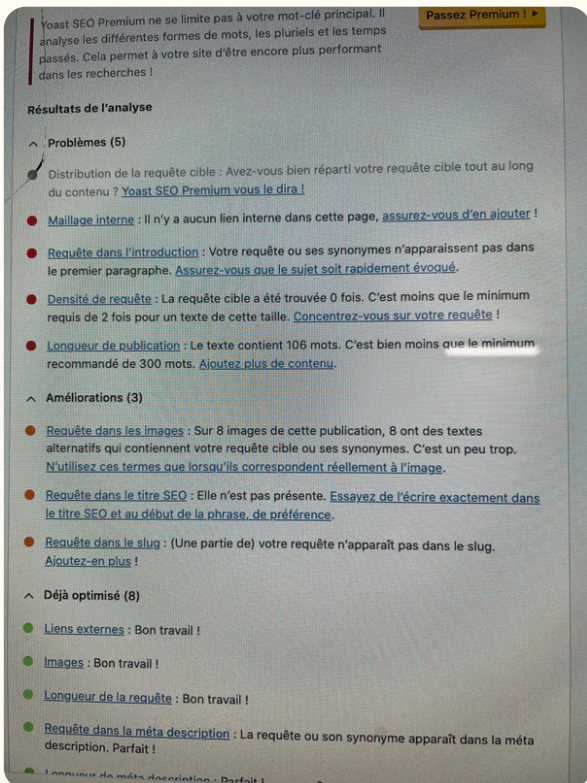 Yoast SEO Premium ne se limite pas à votre mot-clé principal. Il
analyse les différentes formes de mots, les pluriels et les temps
passés. Cela permet à votre site d'être encore plus performant
dans les recherches !
Passez Premium !
Résultats de l'analyse
Problèmes (5)
Distribution de la requête cible : Avez-vous bien réparti votre requête cible tout au long
du contenu ? Yoast SEO Premium vous le dira !
Maillage interne : Il n'y a aucun lien interne dans cette page, assurez-vous d'en ajouter !
Requête dans l'introduction : Votre requête ou ses synonymes n'apparaissent pas dans
le premier paragraphe. Assurez-vous que le sujet soit rapidement évoqué.
Densité de requête : La requête cible a été trouvée 0 fois. C'est moins que le minimum
requis de 2 fois pour un texte de cette taille. Concentrez-vous sur votre requête !
Longueur de publication : Le texte contient 106 mots. C'est bien moins que le minimum
recommandé de 300 mots. Ajoutez plus de contenu.
Améliorations (3)
Requête dans les images : Sur 8 images de cette publication, 8 ont des textes
alternatifs qui contiennent votre requête cible ou ses synonymes. C'est un peu trop.
N'utilisez ces termes que lorsqu'ils correspondent réellement à l'image.
Requête dans le titre SEO : Elle n'est pas présente. Essayez de l'écrire exactement dans
le titre SEO et au début de la phrase, de préférence.
Requête dans le slug : (Une partie de) votre requête n'apparaît pas dans le slug.
Ajoutez-en plus !
Déjà optimisé (8)
Liens externes : Bon travail !
Images : Bon travail !
Longueur de la requête : Bon travail !
Requête dans la méta description : La requête ou son synonyme apparaît dans la méta
description. Parfait !
Longueur de méta description : Parfait !